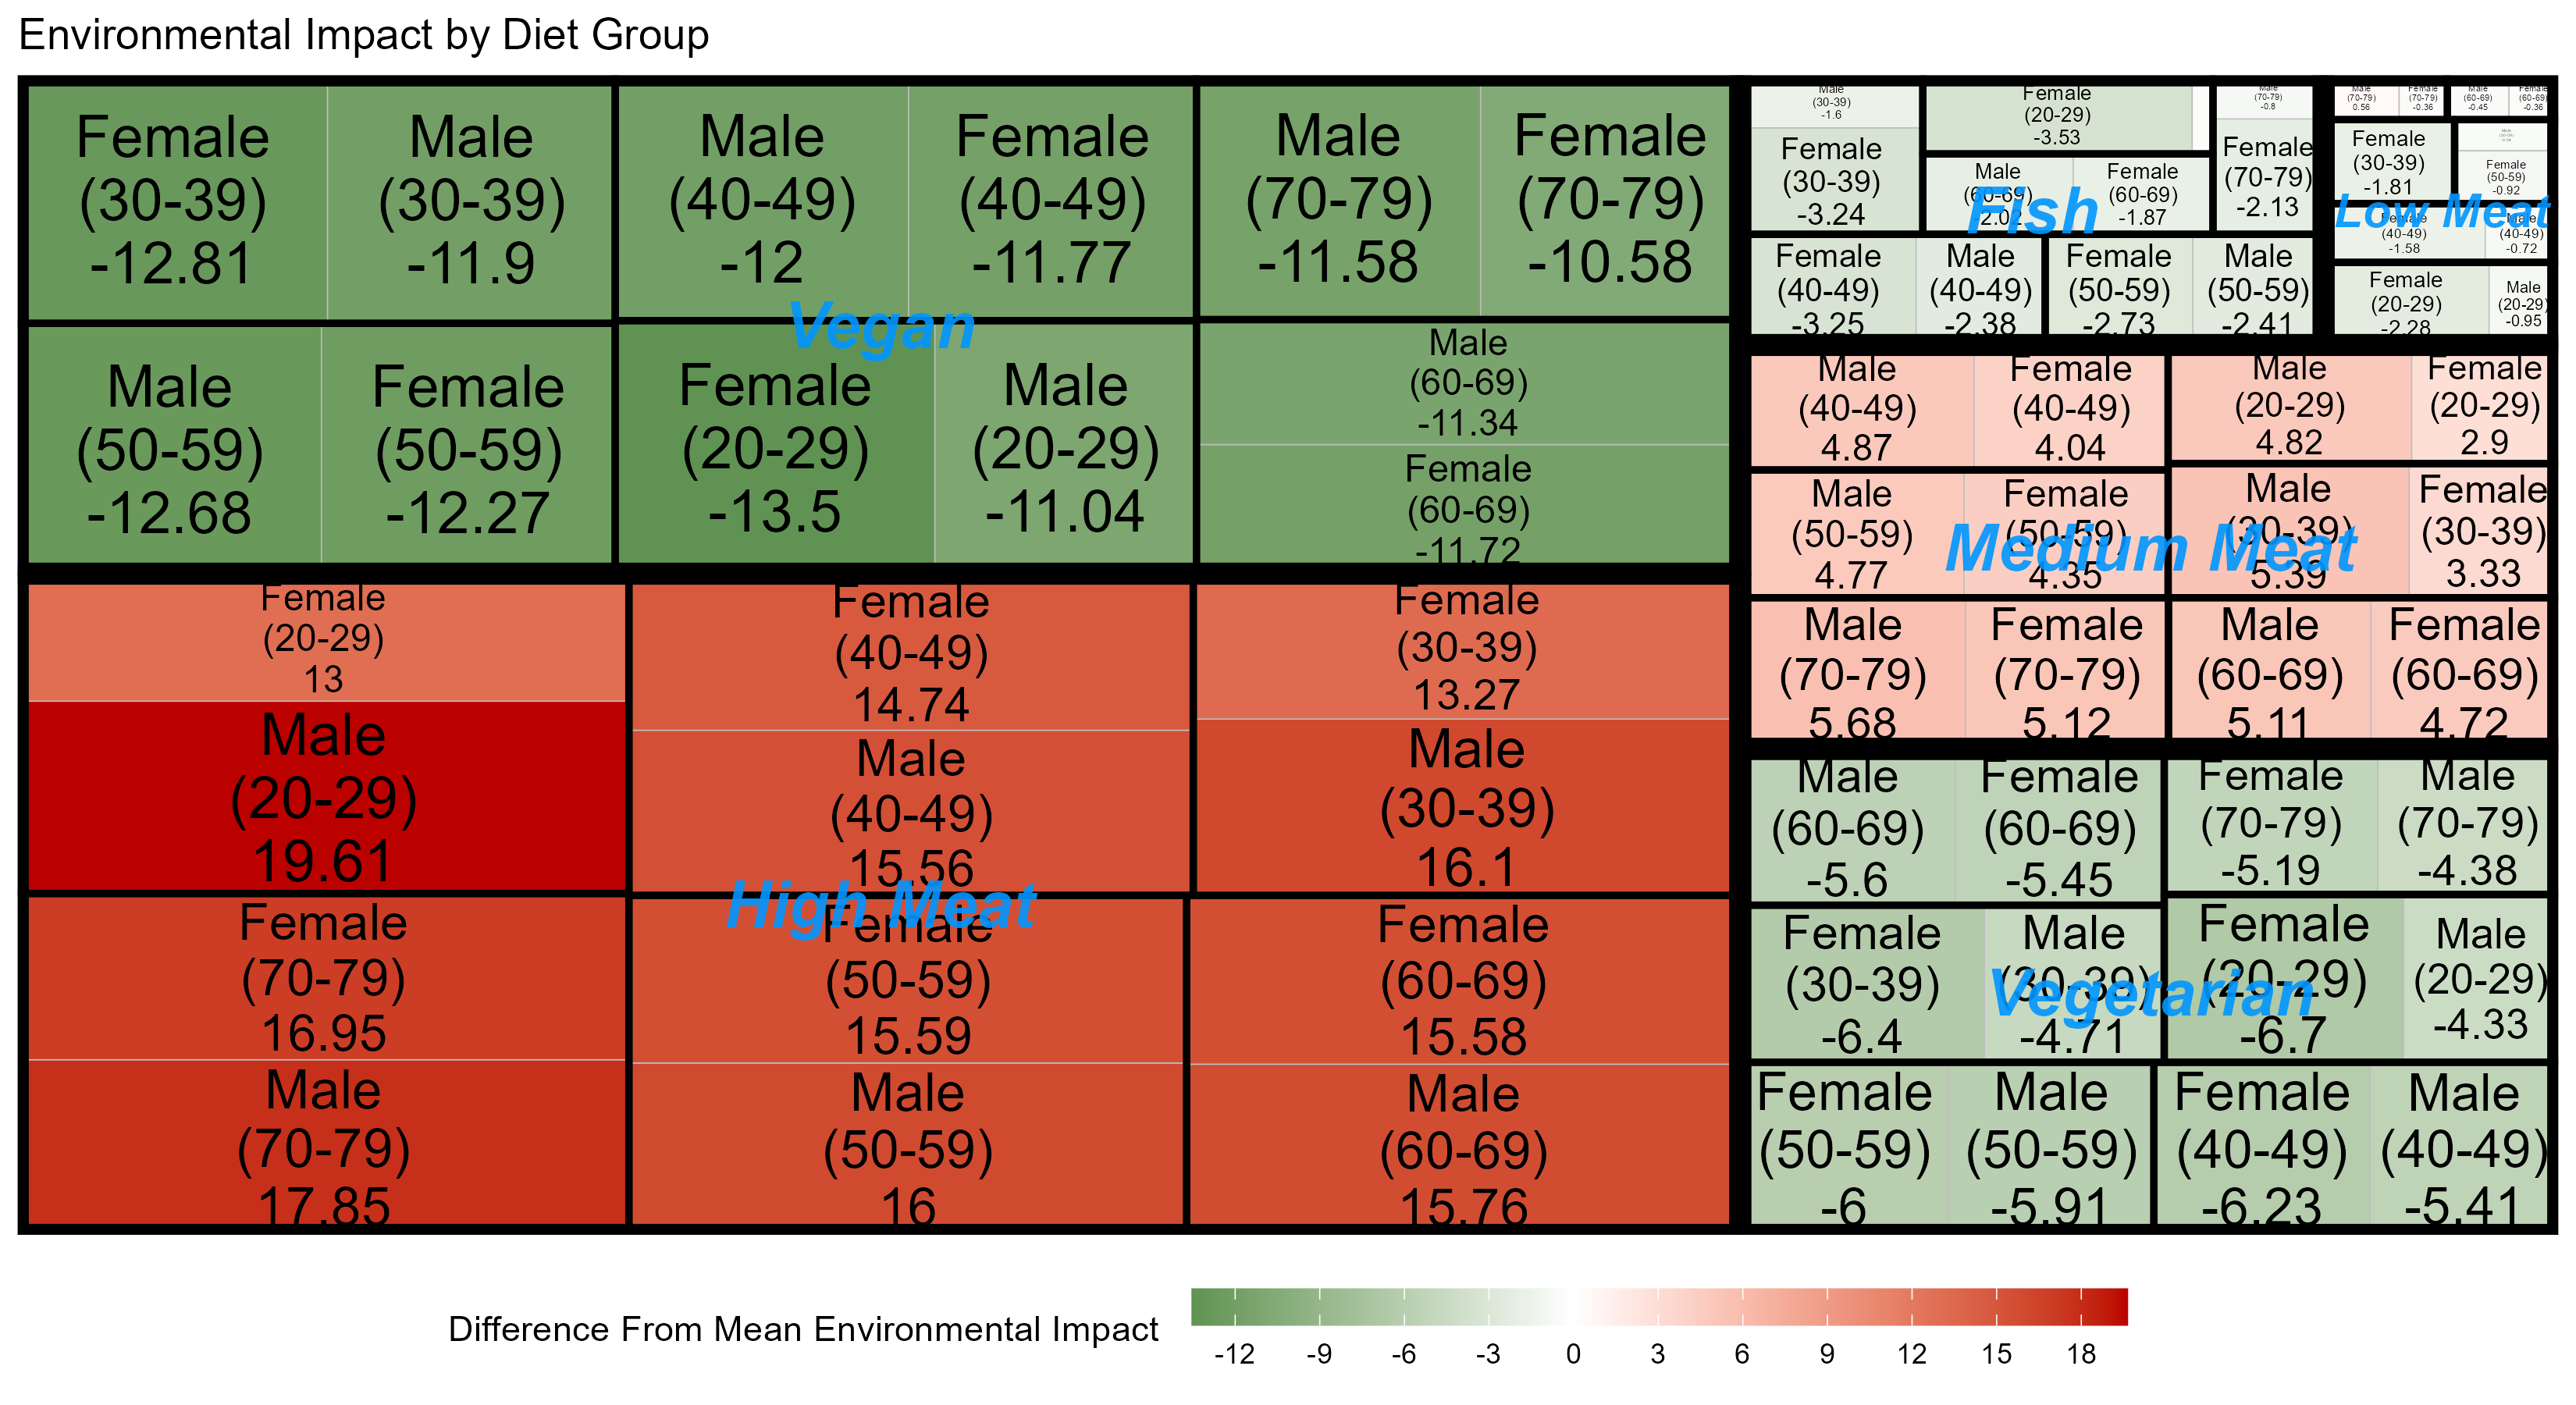 Environmental Impact by Diet Group
Female
(30-39)
-12.81
Male
(30-39)
-11.9
Male
(40-49)
-12
Female
(40-49)
-11.77
Male
(70-79)
-11.58
Female
(70-79)
-10.58
Vegan
Male
(50-59)
-12.68
Female
(50-59)
-12.27
Female
(20-29)
-13.5
Male
(20-29)
-11.04
Male
(60-69)
-11.34
Female
(60-69)
-11.72
Female
(20-29)
13
Male
(20-29)
19.61
Female
(40-49)
14.74
Male
(40-49)
15.56
Female
(30-39)
13.27
Male
(30-39)
16.1
High Meat
Female
(70-79)
16.95
Male
(70-79)
17.85
Female
(50-59)
15.59
Male
(50-59)
16
Female
(60-69)
15.58
Male
(60-69)
15.76
Male
(30-39)
-1.6
Female
(30-39)
-3.24
Female
(20-29)
-3.53
Male
(60-69)
-2.02
Female
(60-69)
-1.87
Male
(70-79)
-0.8
Female
(70-79)
-2.13
Fish
Female
(40-49)
-3.25
Male
(40-49)
-2.38
Female
(50-59)
-2.73
Male
(50-59)
-2.41
Male
(70-79)
0.56
Female
(70-79)
-0.36
Male
(60-69)
-0.45
Female
(60-69)
-0.36
Female
(30-39)
-1.81
Female
(50-59)
-0.92
Low Meat
Female
(40-49)
-1.58
Male
(40-49)
-0.72
Female
(20-29)
-2.28
Male
(20-29)
-0.95
Male
(40-49)
4.87
Female
(40-49)
4.04
Male
(20-29)
4.82
Female
(20-29)
2.9
Male
(50-59)
4.77
Female
(50-59)
4.35
Male
(30-39)
5.39
Female
(30-39)
3.33
Medium Meat
Male
(70-79)
5.68
Female
(70-79)
5.12
Male
(60-69)
5.11
Female
(60-69)
4.72
Male
(60-69)
-5.6
Female
(60-69)
-5.45
Female
(70-79)
-5.19
Male
(70-79)
-4.38
Female
(30-39)
-6.4
Male
(30-39)
-4.71
Female
(20-29)
-6.7
Male
(20-29)
-4.33
Vegetarian
Female
(50-59)
-6
Male
(50-59)
-5.91
Female
(40-49)
-6.23
Male
(40-49)
-5.41
Difference From Mean Environmental Impact
-12 -9 -6 -3 0 3 6 9 12 15 18